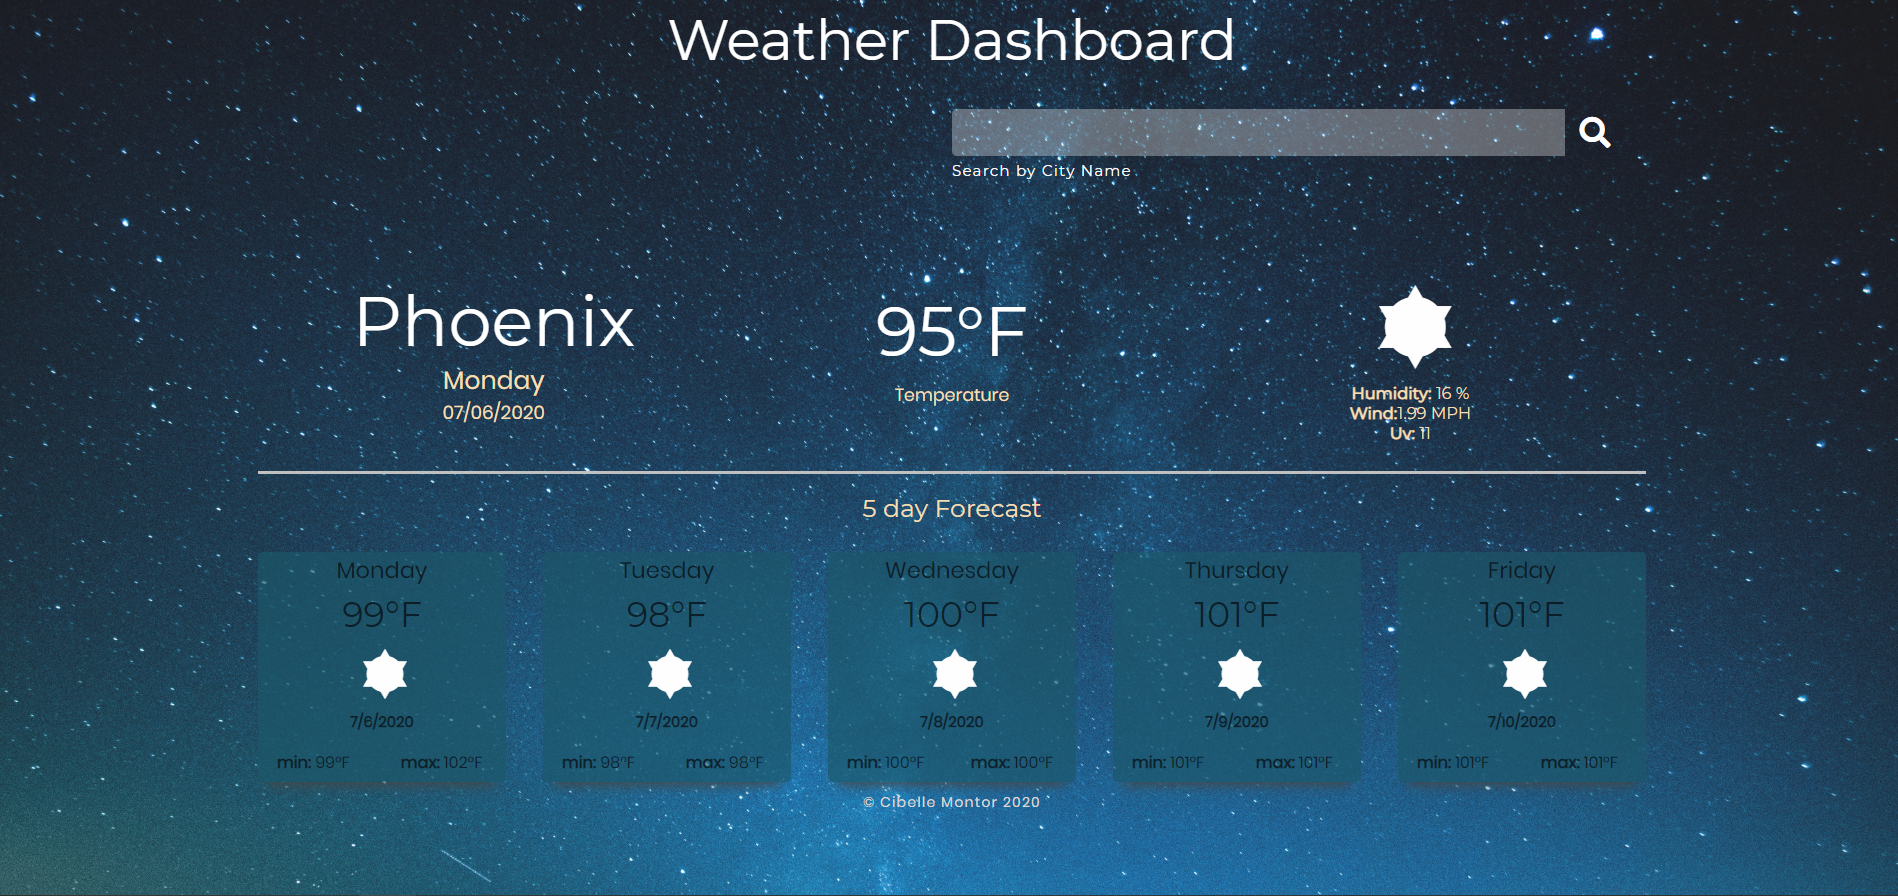 Weather Dashboard
Search by City Name
Phoenix
Monday
07/06/2020
95°F
Temperature
Humidity: 16 %
Wind:1.99 MPH
Uv: 11
5 day Forecast
Monday
99°F
7/6/2020
min: 99°F max: 102°F
Tuesday
98°F
7/7/2020
min: 98°F max: 98°F
Wednesday
100°F
7/8/2020
min: 100°F max: 100°F
Thursday
101°F
7/9/2020
min: 101°F max: 101°F
Friday
101°F
7/10/2020
min: 101°F max: 101°F
© Cibelle Montor 2020